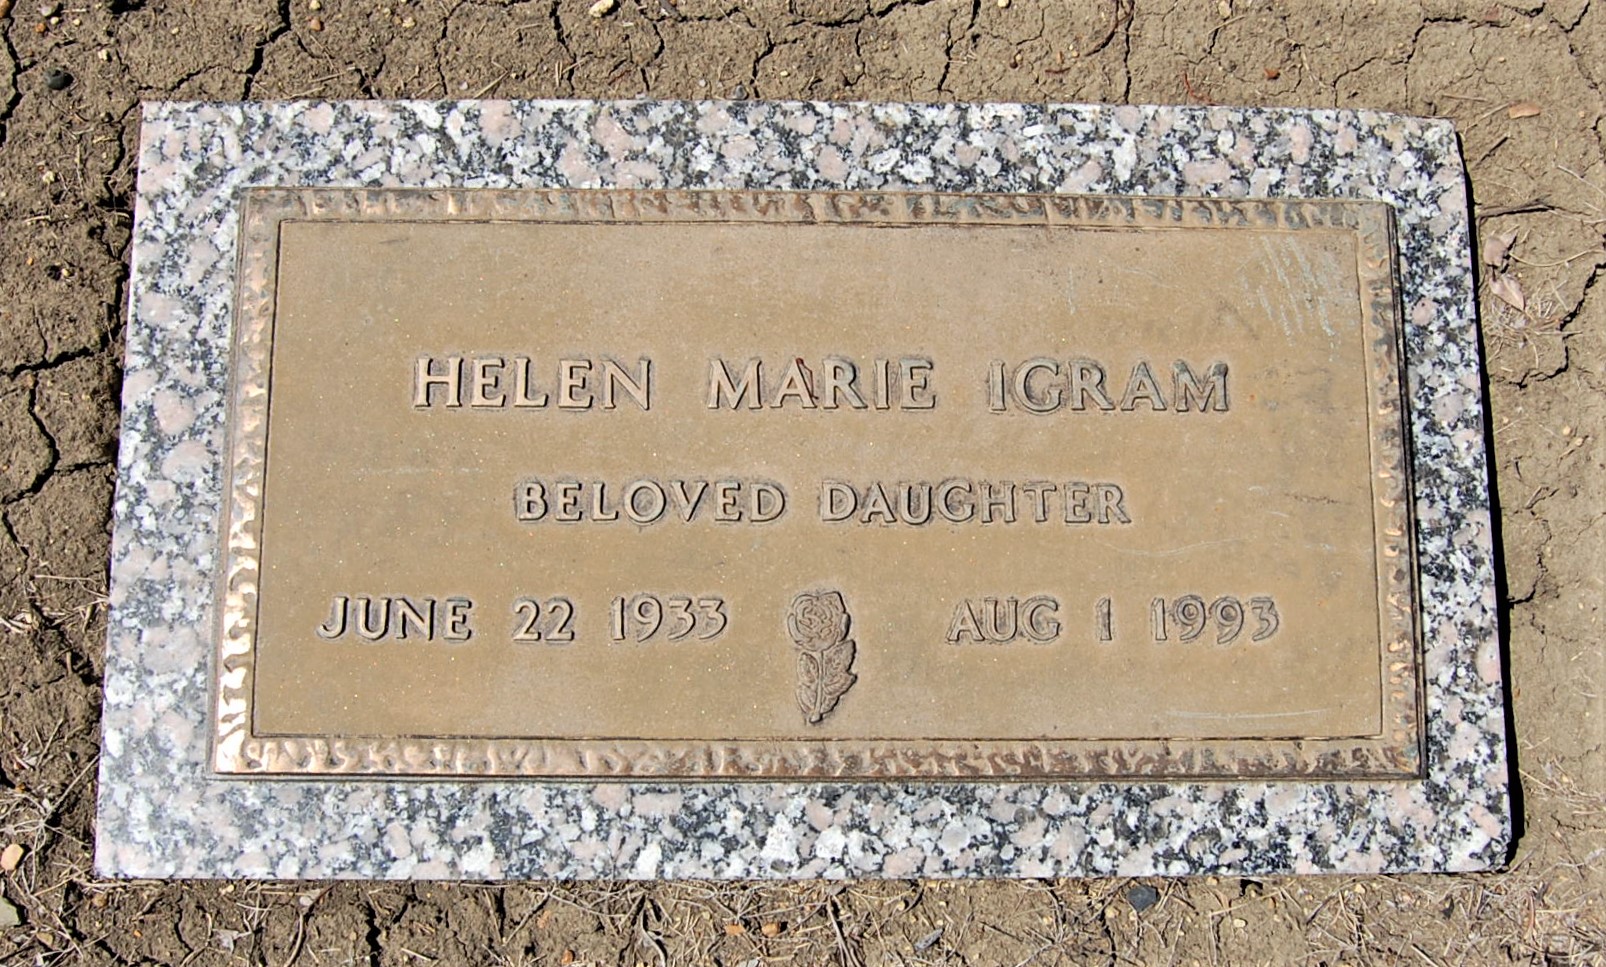 HELEN MARIE IGRAM
BELOVED DAUGHTER
JUNE 22 1933 AUG 1 1993